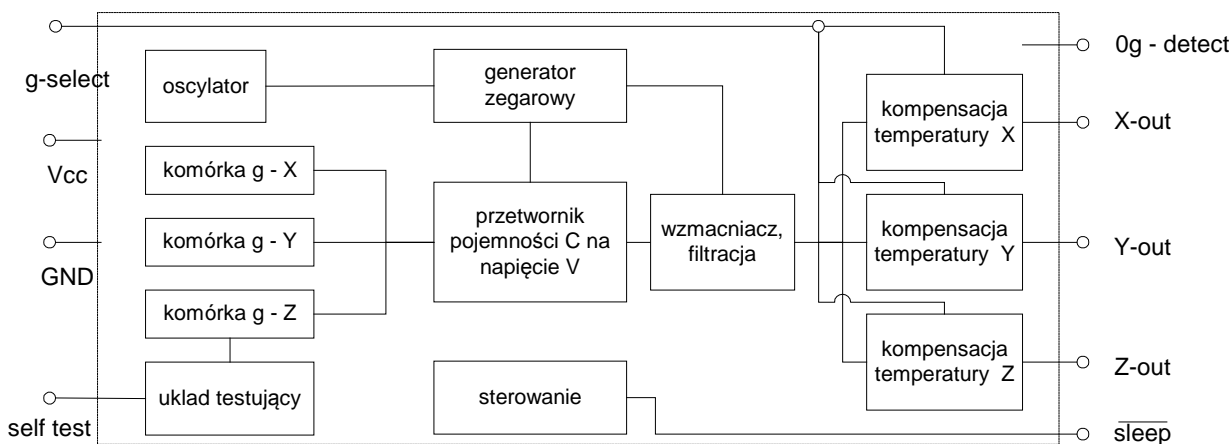 g-select
Vcc
GND
self test
oscylator
generator
zegarowy
komórka g - X
komórka g - Y
komórka g - Z
uklad testujący
przetwornik
pojemności C na
napięcie V
wzmacniacz,
filtracja
sterowanie
kompensacja
temperatury X
kompensacja
temperatury Y
kompensacja
temperatury Z
0g - detect
X-out
Y-out
Z-out
sleep